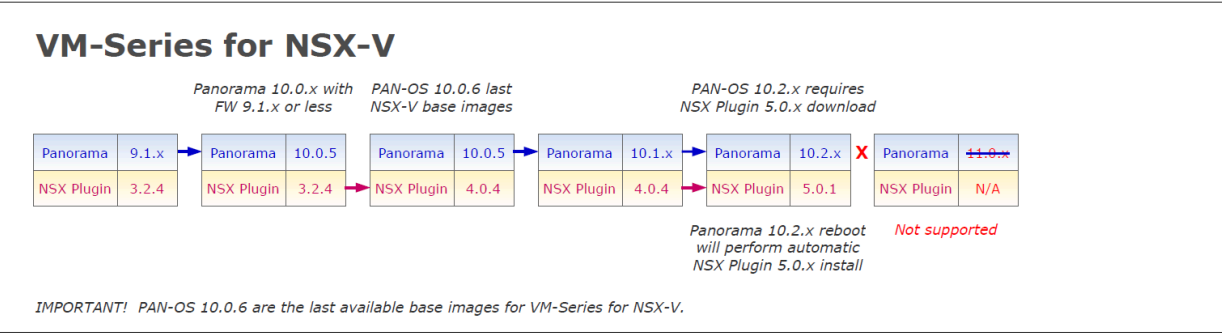 VM-Series for NSX-V
Panorama 10.0.x with
FW 9.1.x or less
PAN-OS 10.0.6 last
NSX-V base images
PAN-OS 10.2.x requires
NSX Plugin 5.0.x download
Panorama 9.1.x Panorama 10.0.5 Panorama 10.0.5 Panorama 10.1.x Panorama 10.2.x X Panorama 11.0.x
NSX Plugin 3.2.4 NSX Plugin 3.2.4 NSX Plugin 4.0.4 NSX Plugin 4.0.4 NSX Plugin 5.0.1 NSX Plugin N/A
Panorama 10.2.x reboot
will perform automatic
NSX Plugin 5.0.x install
Not supported
IMPORTANT! PAN-OS 10.0.6 are the last available base images for VM-Series for NSX-V.